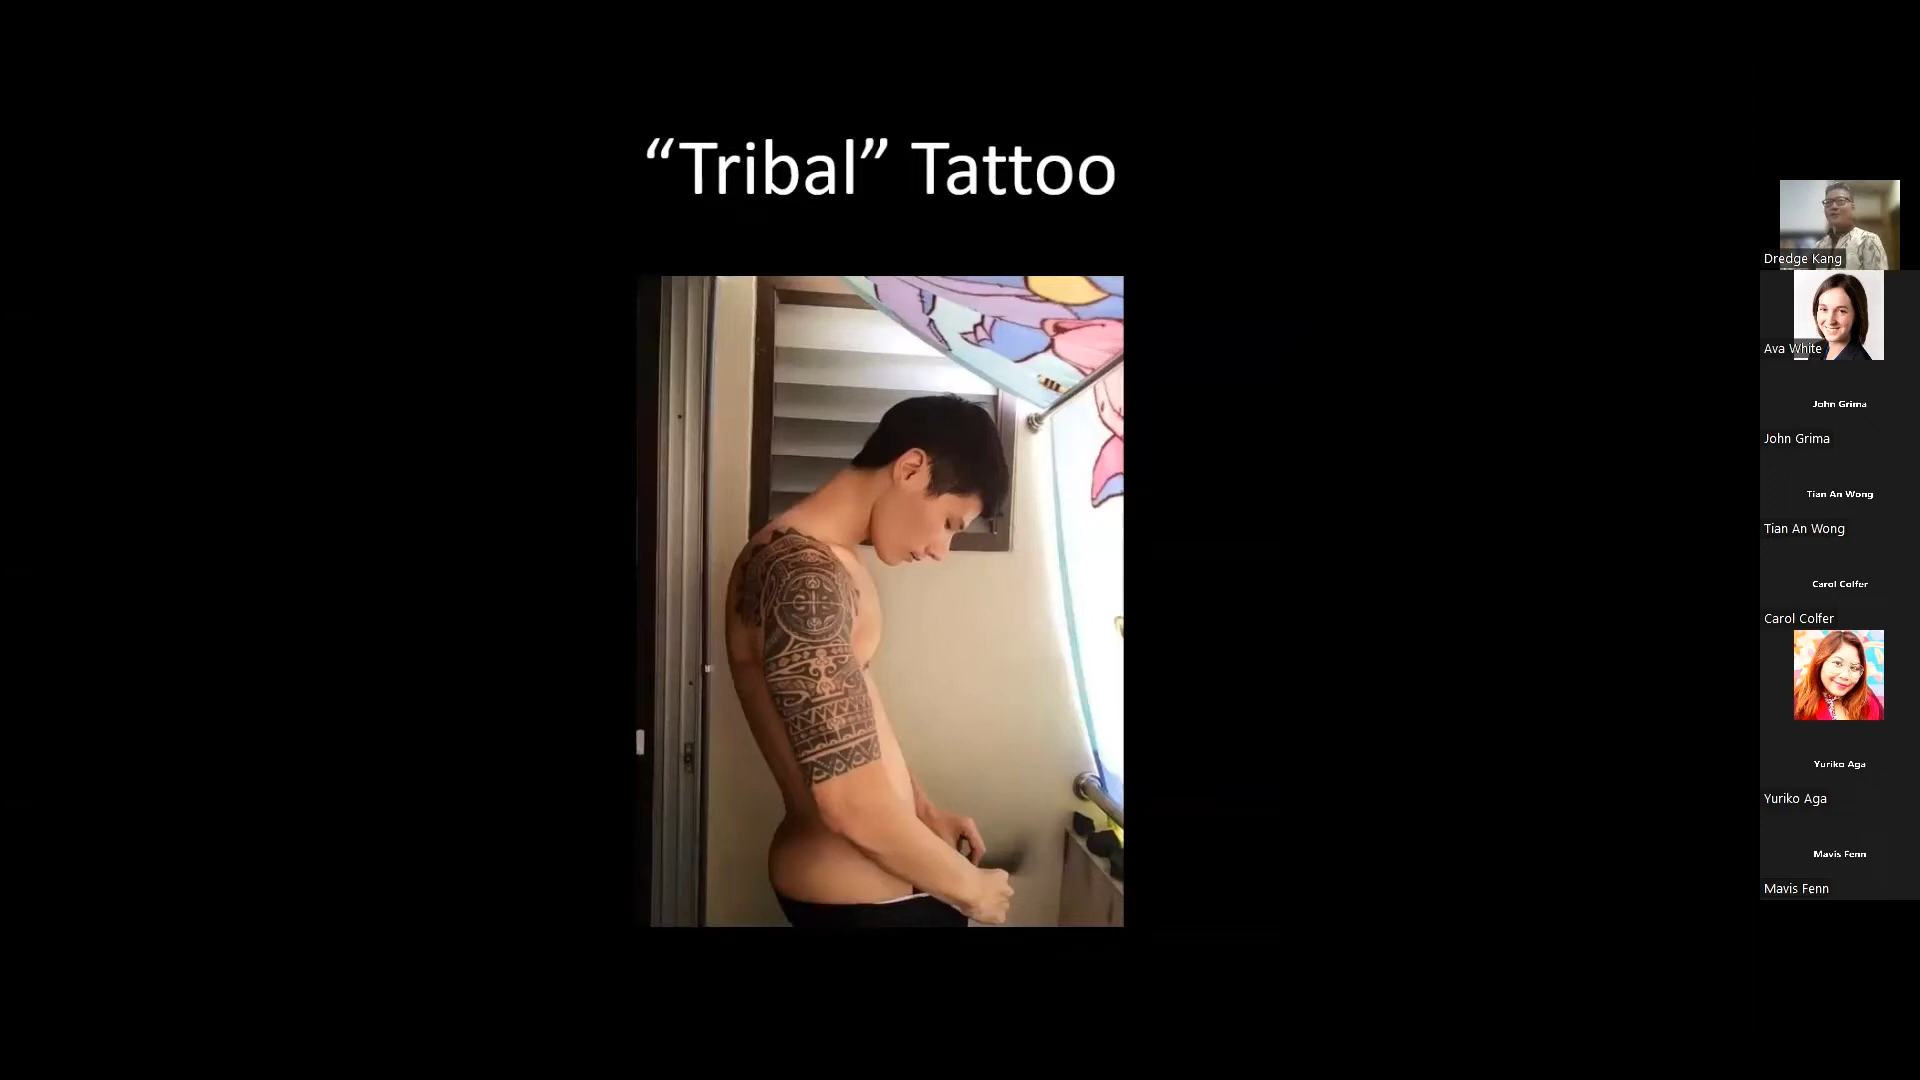 “Tribal” Tattoo
Dredge Kang
Ava White
John Grima
John Grima
Tian An Wong
Tian An Wong
Carol Colfer
Carol Colfer
Yuriko Aga
Yuriko Aga
Mavis Fenn
Mavis Fenn